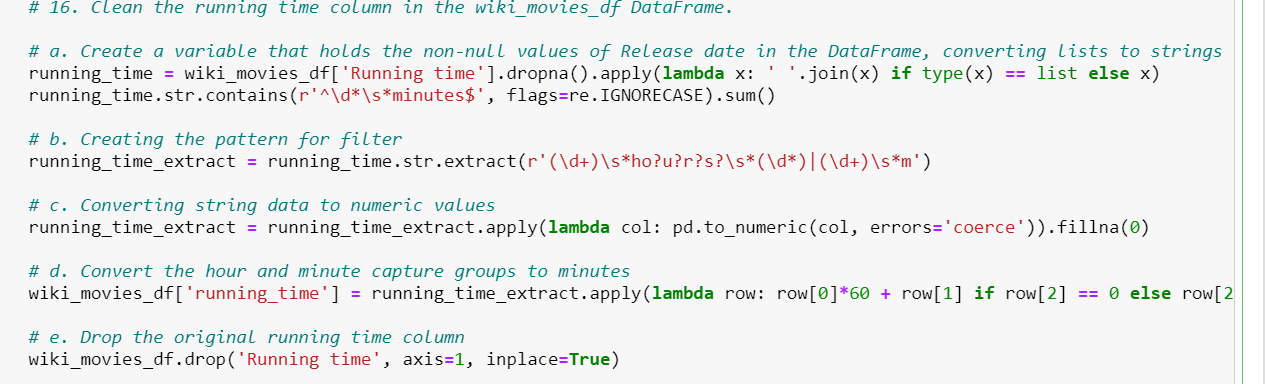 # 16. Clean the running time column in the wiki_movies_df DataFrame.
# a. Create a variable that holds the non-null values of Release date in the DataFrame, converting lists to strings
running_time = wiki_movies_df['Running time'].dropna().apply(lambda x: ' '.join(x) if type(x) == list else x)
running_time.str.contains(r'^\d*\s*minutes$', flags=re.IGNORECASE).sum()
# b. Creating the pattern for filter
running_time_extract = running_time.str.extract(r'(\d+)\s*ho?u?r?s?\s*(\d*)|(\d+)\s*m')
# c. Converting string data to numeric values
running_time_extract = running_time_extract.apply(lambda col: pd.to_numeric(col, errors='coerce')).fillna(0)
# d. Convert the hour and minute capture groups to minutes
wiki_movies_df['running_time'] = running_time_extract.apply(lambda row: row[0]*60 + row[1] if row[2] == 0 else row[2
# e. Drop the original running time column
wiki_movies_df.drop('Running time', axis=1, inplace=True)